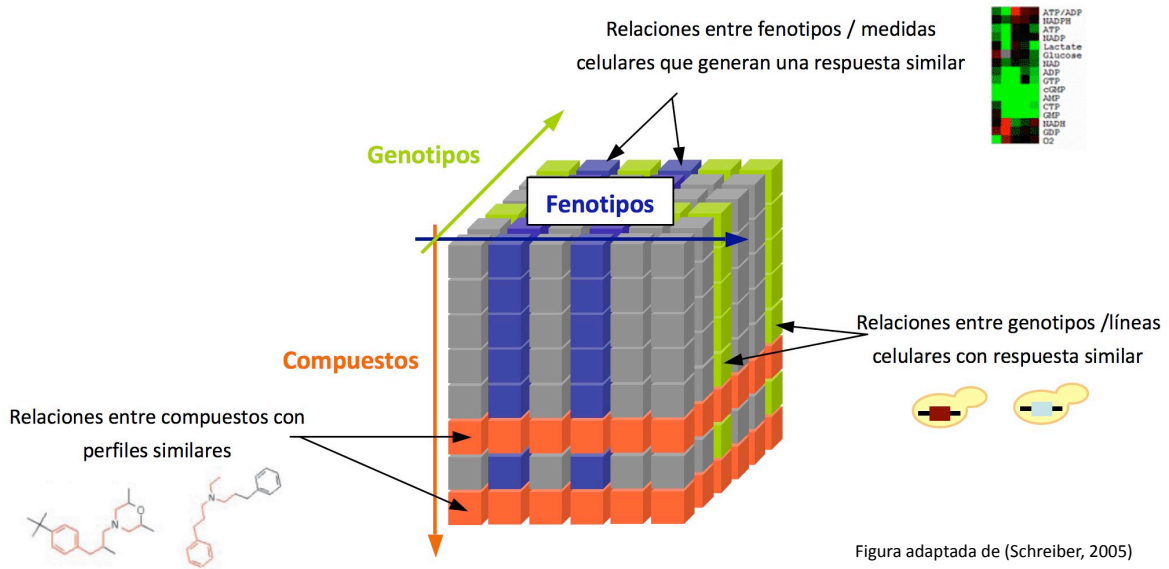 Relaciones entre fenotipos / medidas
celulares que generan una respuesta similar
ATP/ADP
NADPH
ATP
NADP
Lactate
Glucose
NAD
ADP
GTP
cGMP
AMP
CTP
GMP
NADH
GDP
O2
Genotipos
Fenotipos
Compuestos
Relaciones entre genotipos /líneas
celulares con respuesta similar
Relaciones entre compuestos con
perfiles similares
N
O
N
Figura adaptada de (Schreiber, 2005)